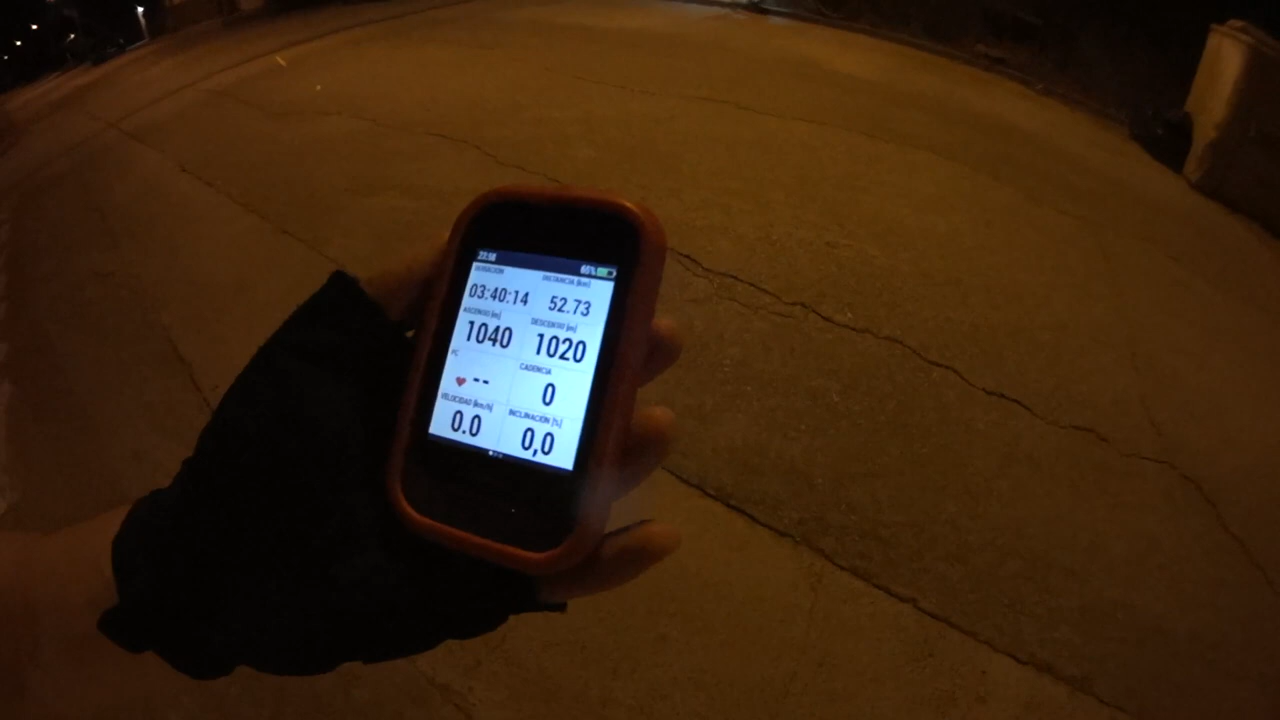 22:58 60%
DURACIÓN DISTANCIA [km]
03:40:14 52.73
ASCENSO [m] DESCENSO [m]
1040 1020
FC CADENCIA
-- 0
VELOCIDAD [km/h] INCLINACIÓN [%]
0.0 0,0